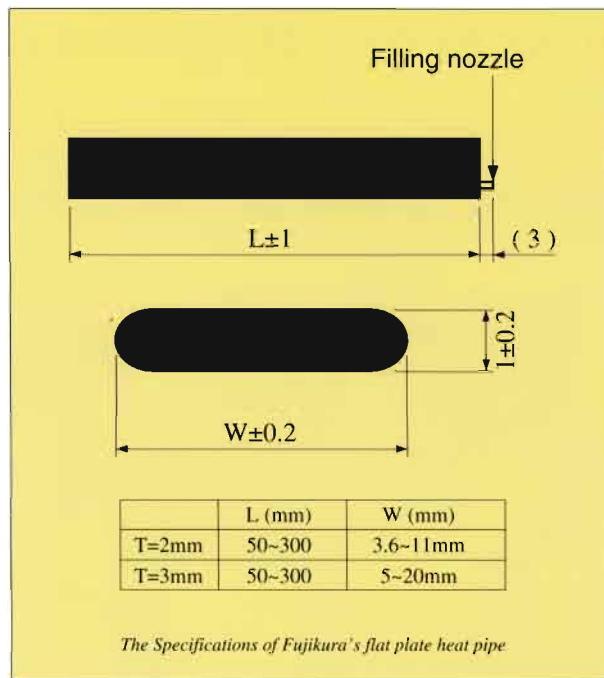 Filling nozzle
L±1
( 3 )
1±0.2
W±0.2
L (mm) W (mm)
T=2mm 50~300 3.6~11mm
T=3mm 50~300 5~20mm
The Specifications of Fujikura's flat plate heat pipe